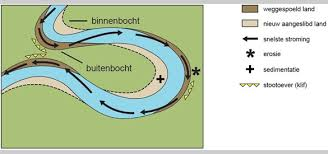 binnenbocht
buitenbocht
weggespoeld land
nieuw aangeslibd land
snelste stroming
erosie
sedimentatie
stootoever (klif)